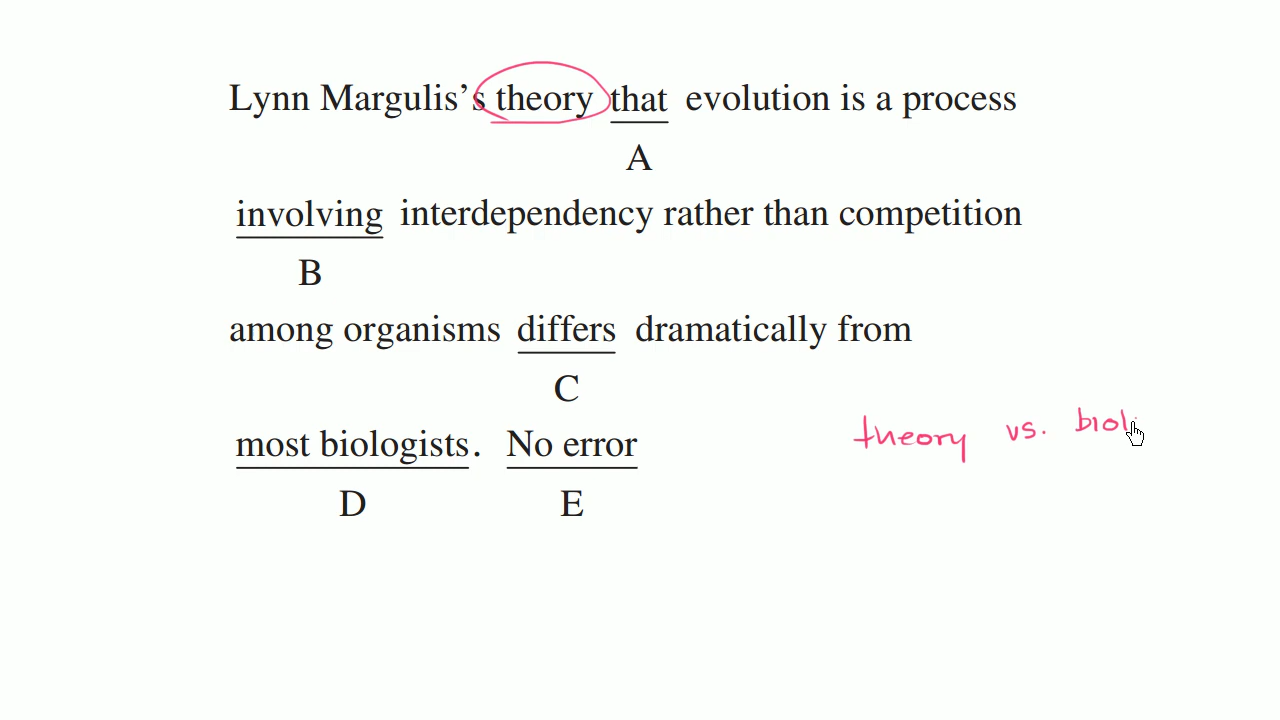 Lynn Margulis’s theory that evolution is a process
A
involving interdependency rather than competition
B
among organisms differs dramatically from
C
most biologists. No error
D E
theory vs. biol